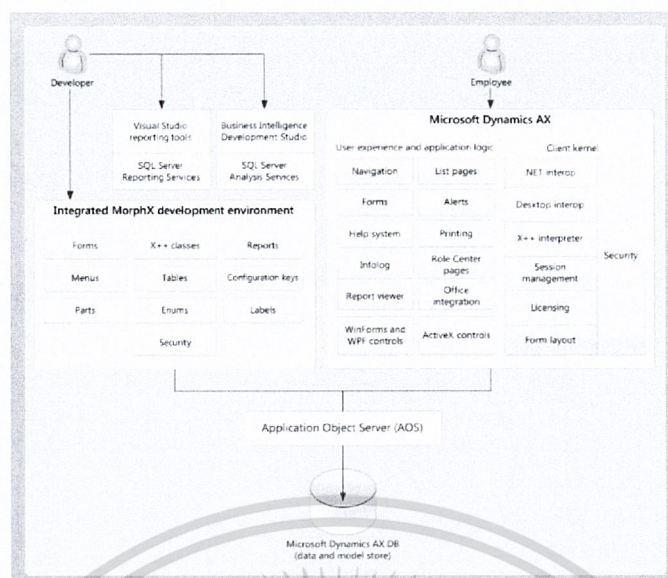 Developer
Employee
Visual Studio
reporting tools
Business Intelligence
Development Studio
SQL Server
Reporting Services
SQL Server
Analysis Services
Microsoft Dynamics AX
User experience and application logic
Client kernel
Navigation
List pages
NET interop
Forms
Alerts
Desktop interop
Help system
Printing
X++ interpreter
Infolog
Role Center
pages
Session
management
Security
Report viewer
Office
integration
Licensing
WinForms and
WPF controls
ActiveX controls
Form layout
Integrated MorphX development environment
Forms
X++ classes
Reports
Menus
Tables
Configuration keys
Parts
Enums
Labels
Security
Application Object Server (AOS)
Microsoft Dynamics AX DB
(data and model store)